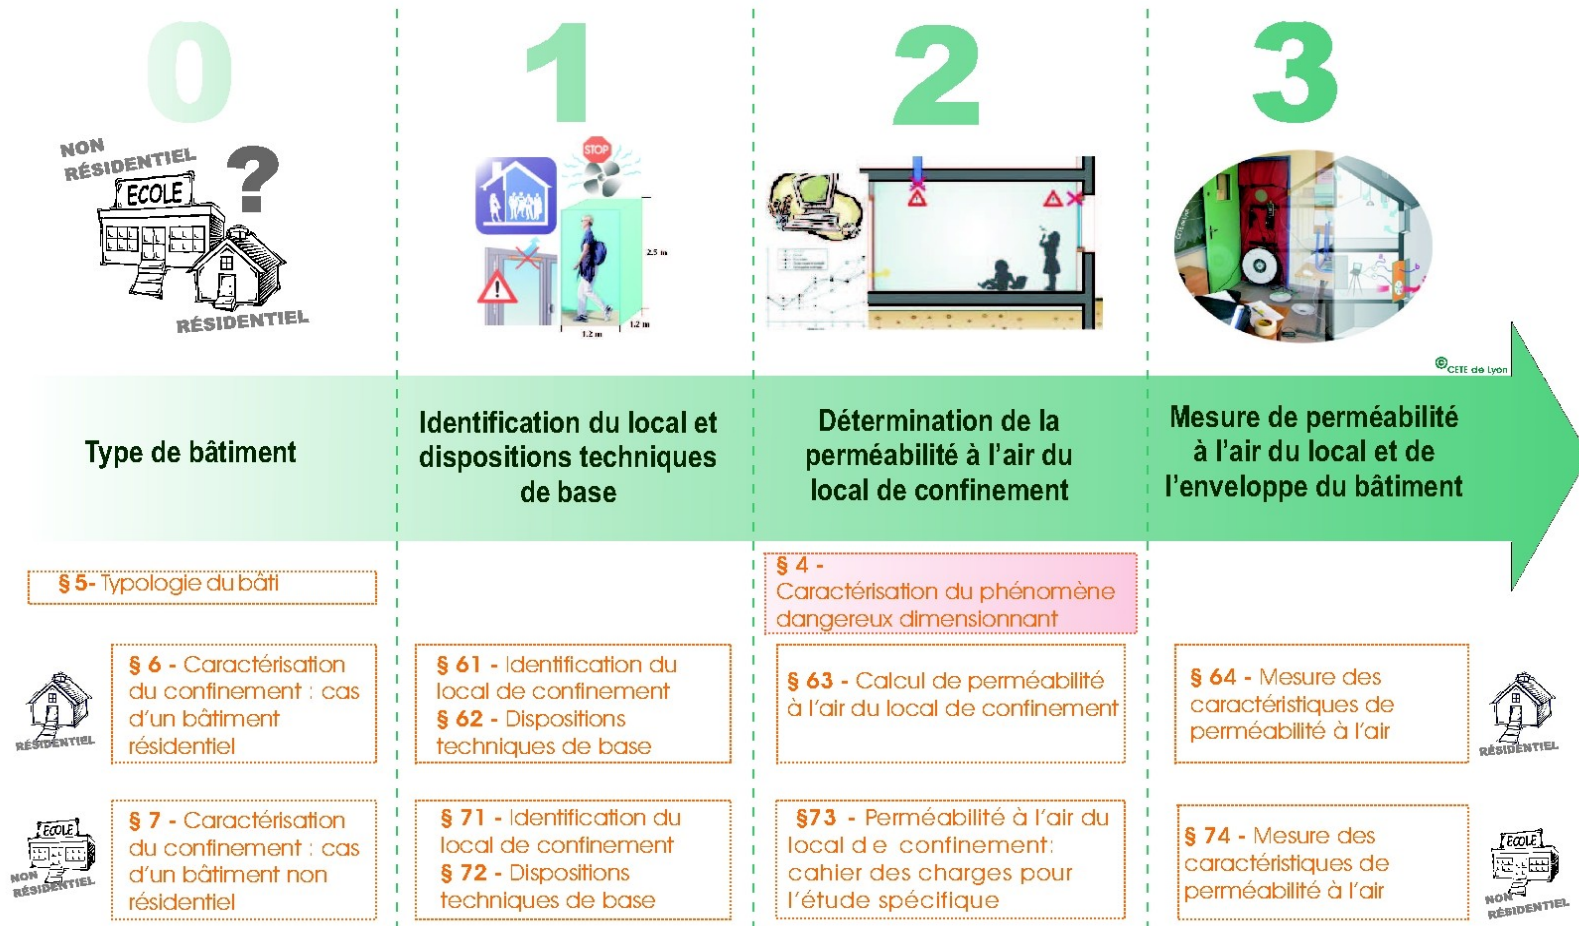 0
1
2
3
NON
RÉSIDENTIEL
?
ECOLE
RÉSIDENTIEL
STOP
2.5 m
1.2 m
1.2 m
© CETE de Lyon
Type de bâtiment
Identification du local et
dispositions techniques
de base
Détermination de la
perméabilité à l'air du
local de confinement
Mesure de perméabilité
à l'air du local et de
l'enveloppe du bâtiment
§ 5- Typologie du bâti
§ 4 -
Caractérisation du phénomène
dangereux dimensionnant
RÉSIDENTIEL
§ 6 - Caractérisation
du confinement : cas
d'un bâtiment
résidentiel
§ 61 - Identification du
local de confinement
§ 62 - Dispositions
techniques de base
§ 63 - Calcul de perméabilité
à l'air du local de confinement
§ 64 - Mesure des
caractéristiques de
perméabilité à l'air
RÉSIDENTIEL
ECOLE
NON
RÉSIDENTIEL
§ 7 - Caractérisation
du confinement : cas
d'un bâtiment non
résidentiel
§ 71 - Identification du
local de confinement
§ 72 - Dispositions
techniques de base
§73 - Perméabilité à l'air du
local de confinement:
cahier des charges pour
l'étude spécifique
§ 74 - Mesure des
caractéristiques de
perméabilité à l'air
ECOLE
NON
RÉSIDENTIEL